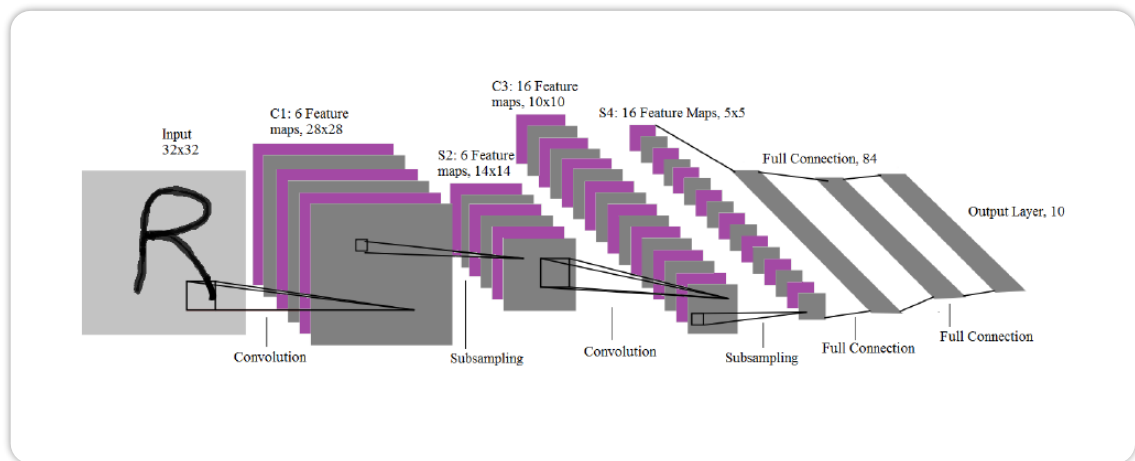 Input
32x32
R
C1: 6 Feature
maps, 28x28
S2: 6 Feature
maps, 14x14
C3: 16 Feature
maps, 10x10
S4: 16 Feature Maps, 5x5
Full Connection, 84
Output Layer, 10
Convolution
Subsampling
Convolution
Subsampling
Full Connection
Full Connection